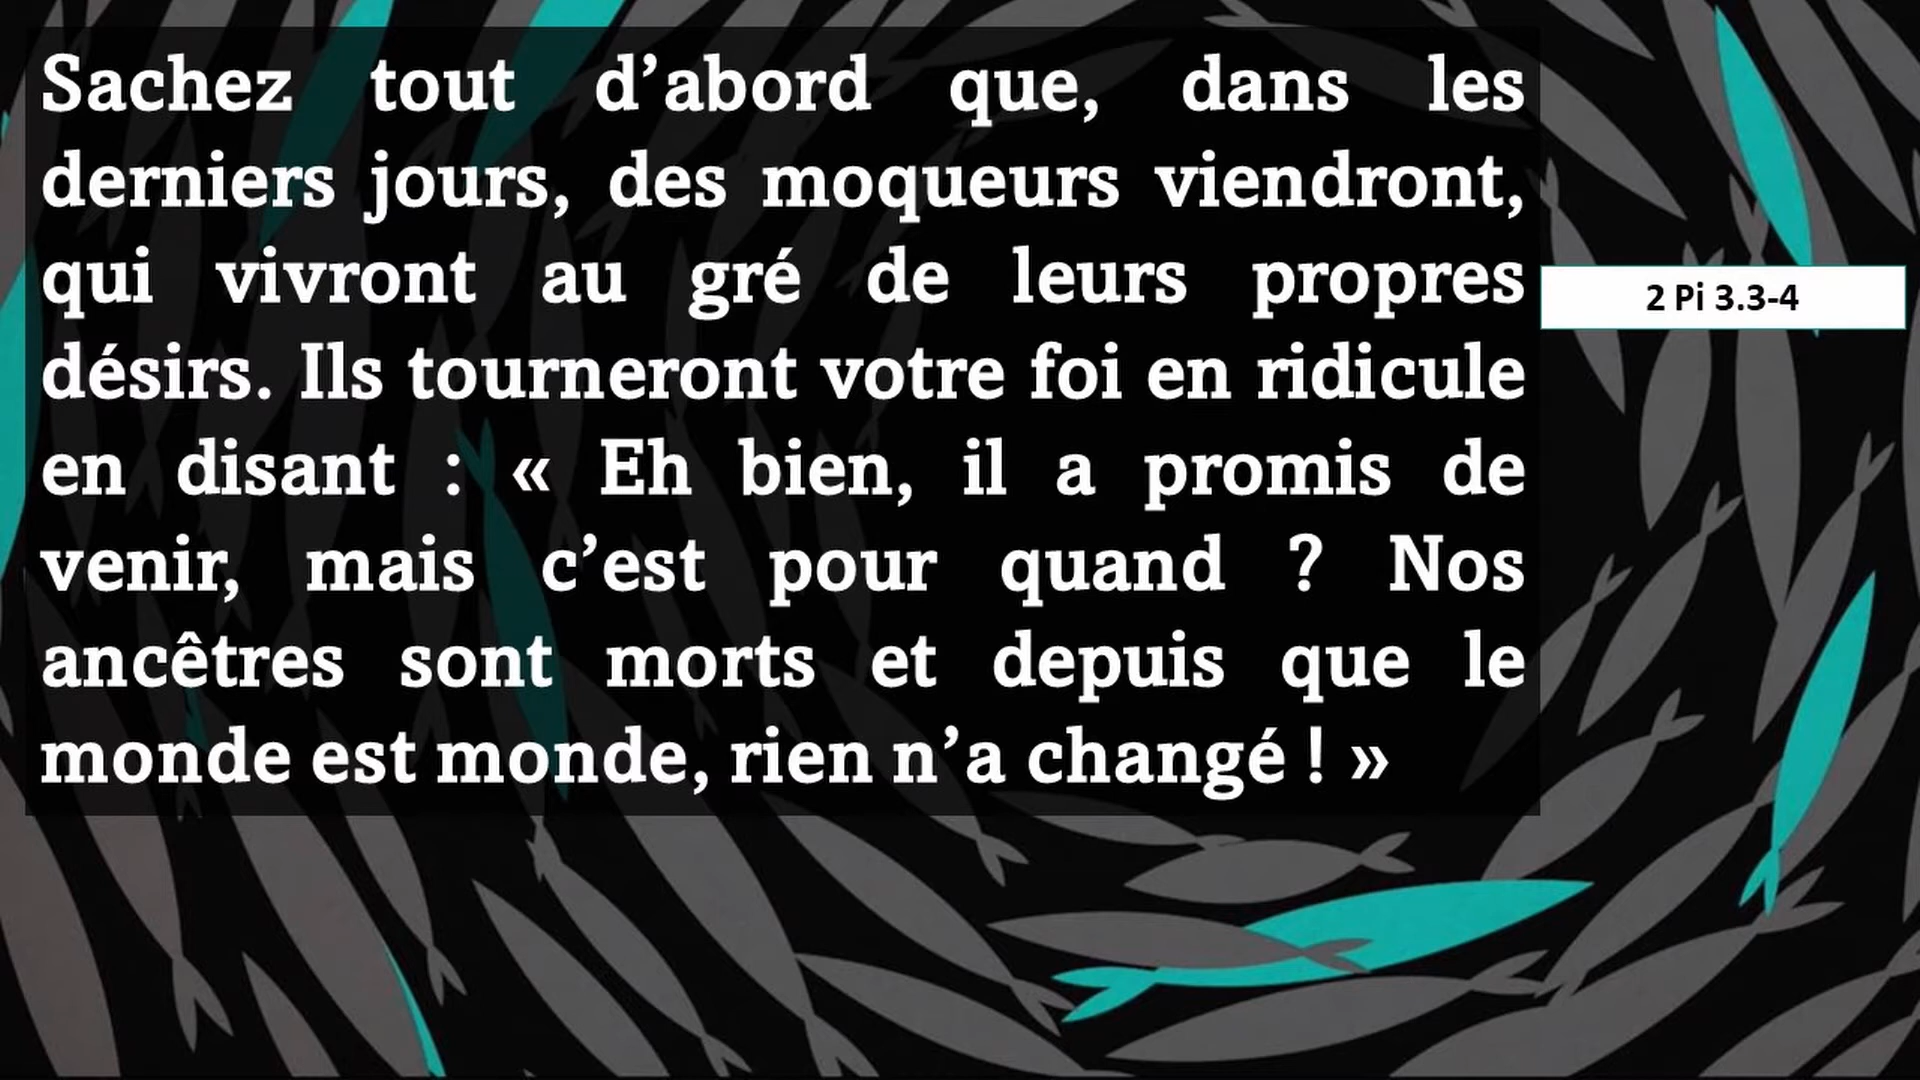 Sachez tout d’abord que, dans les
derniers jours, des moqueurs viendront,
qui vivront au gré de leurs propres
désirs. Ils tourneront votre foi en ridicule
en disant : « Eh bien, il a promis de
venir, mais c’est pour quand ? Nos
ancêtres sont morts et depuis que le
monde est monde, rien n’a changé ! »
2 Pi 3.3-4